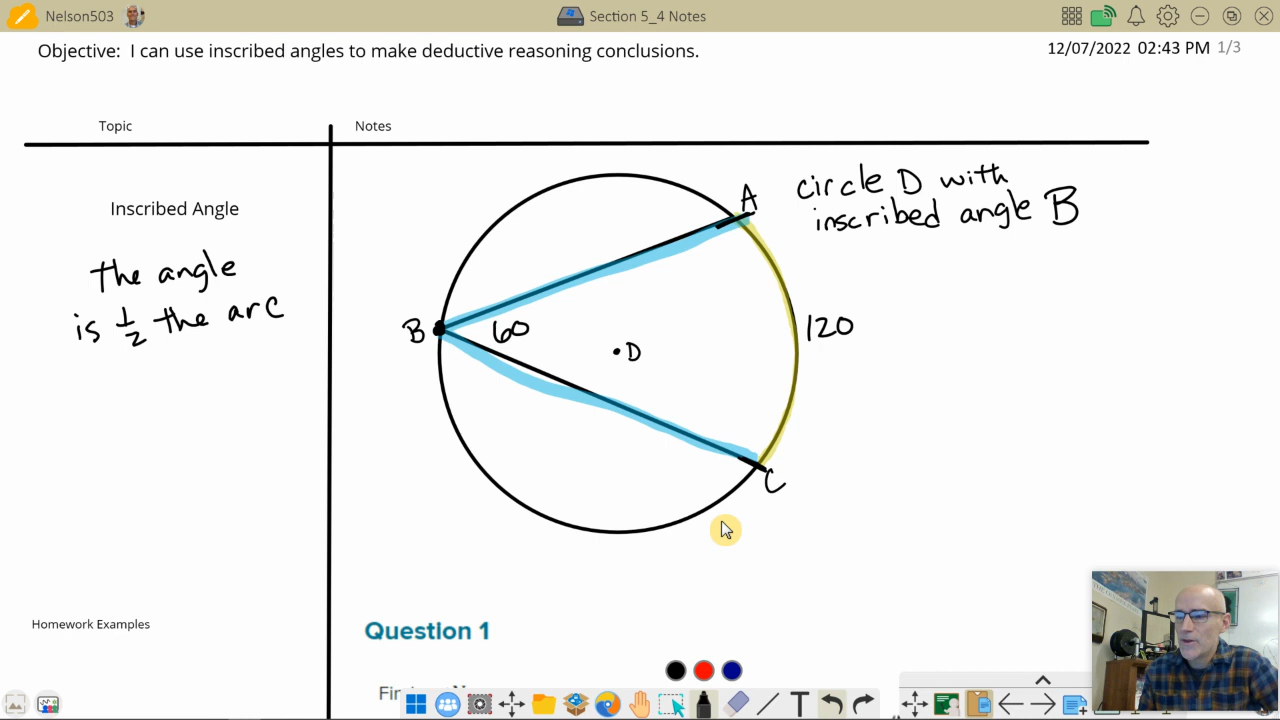 Nelson503
Section 5_4 Notes
Objective: I can use inscribed angles to make deductive reasoning conclusions.
12/07/2022 02:43 PM 1/3
Topic
Notes
Inscribed Angle
the angle
is 1/2 the arc
A
circle D with
inscribed angle B
B
60
D
120
C
Homework Examples
Question 1